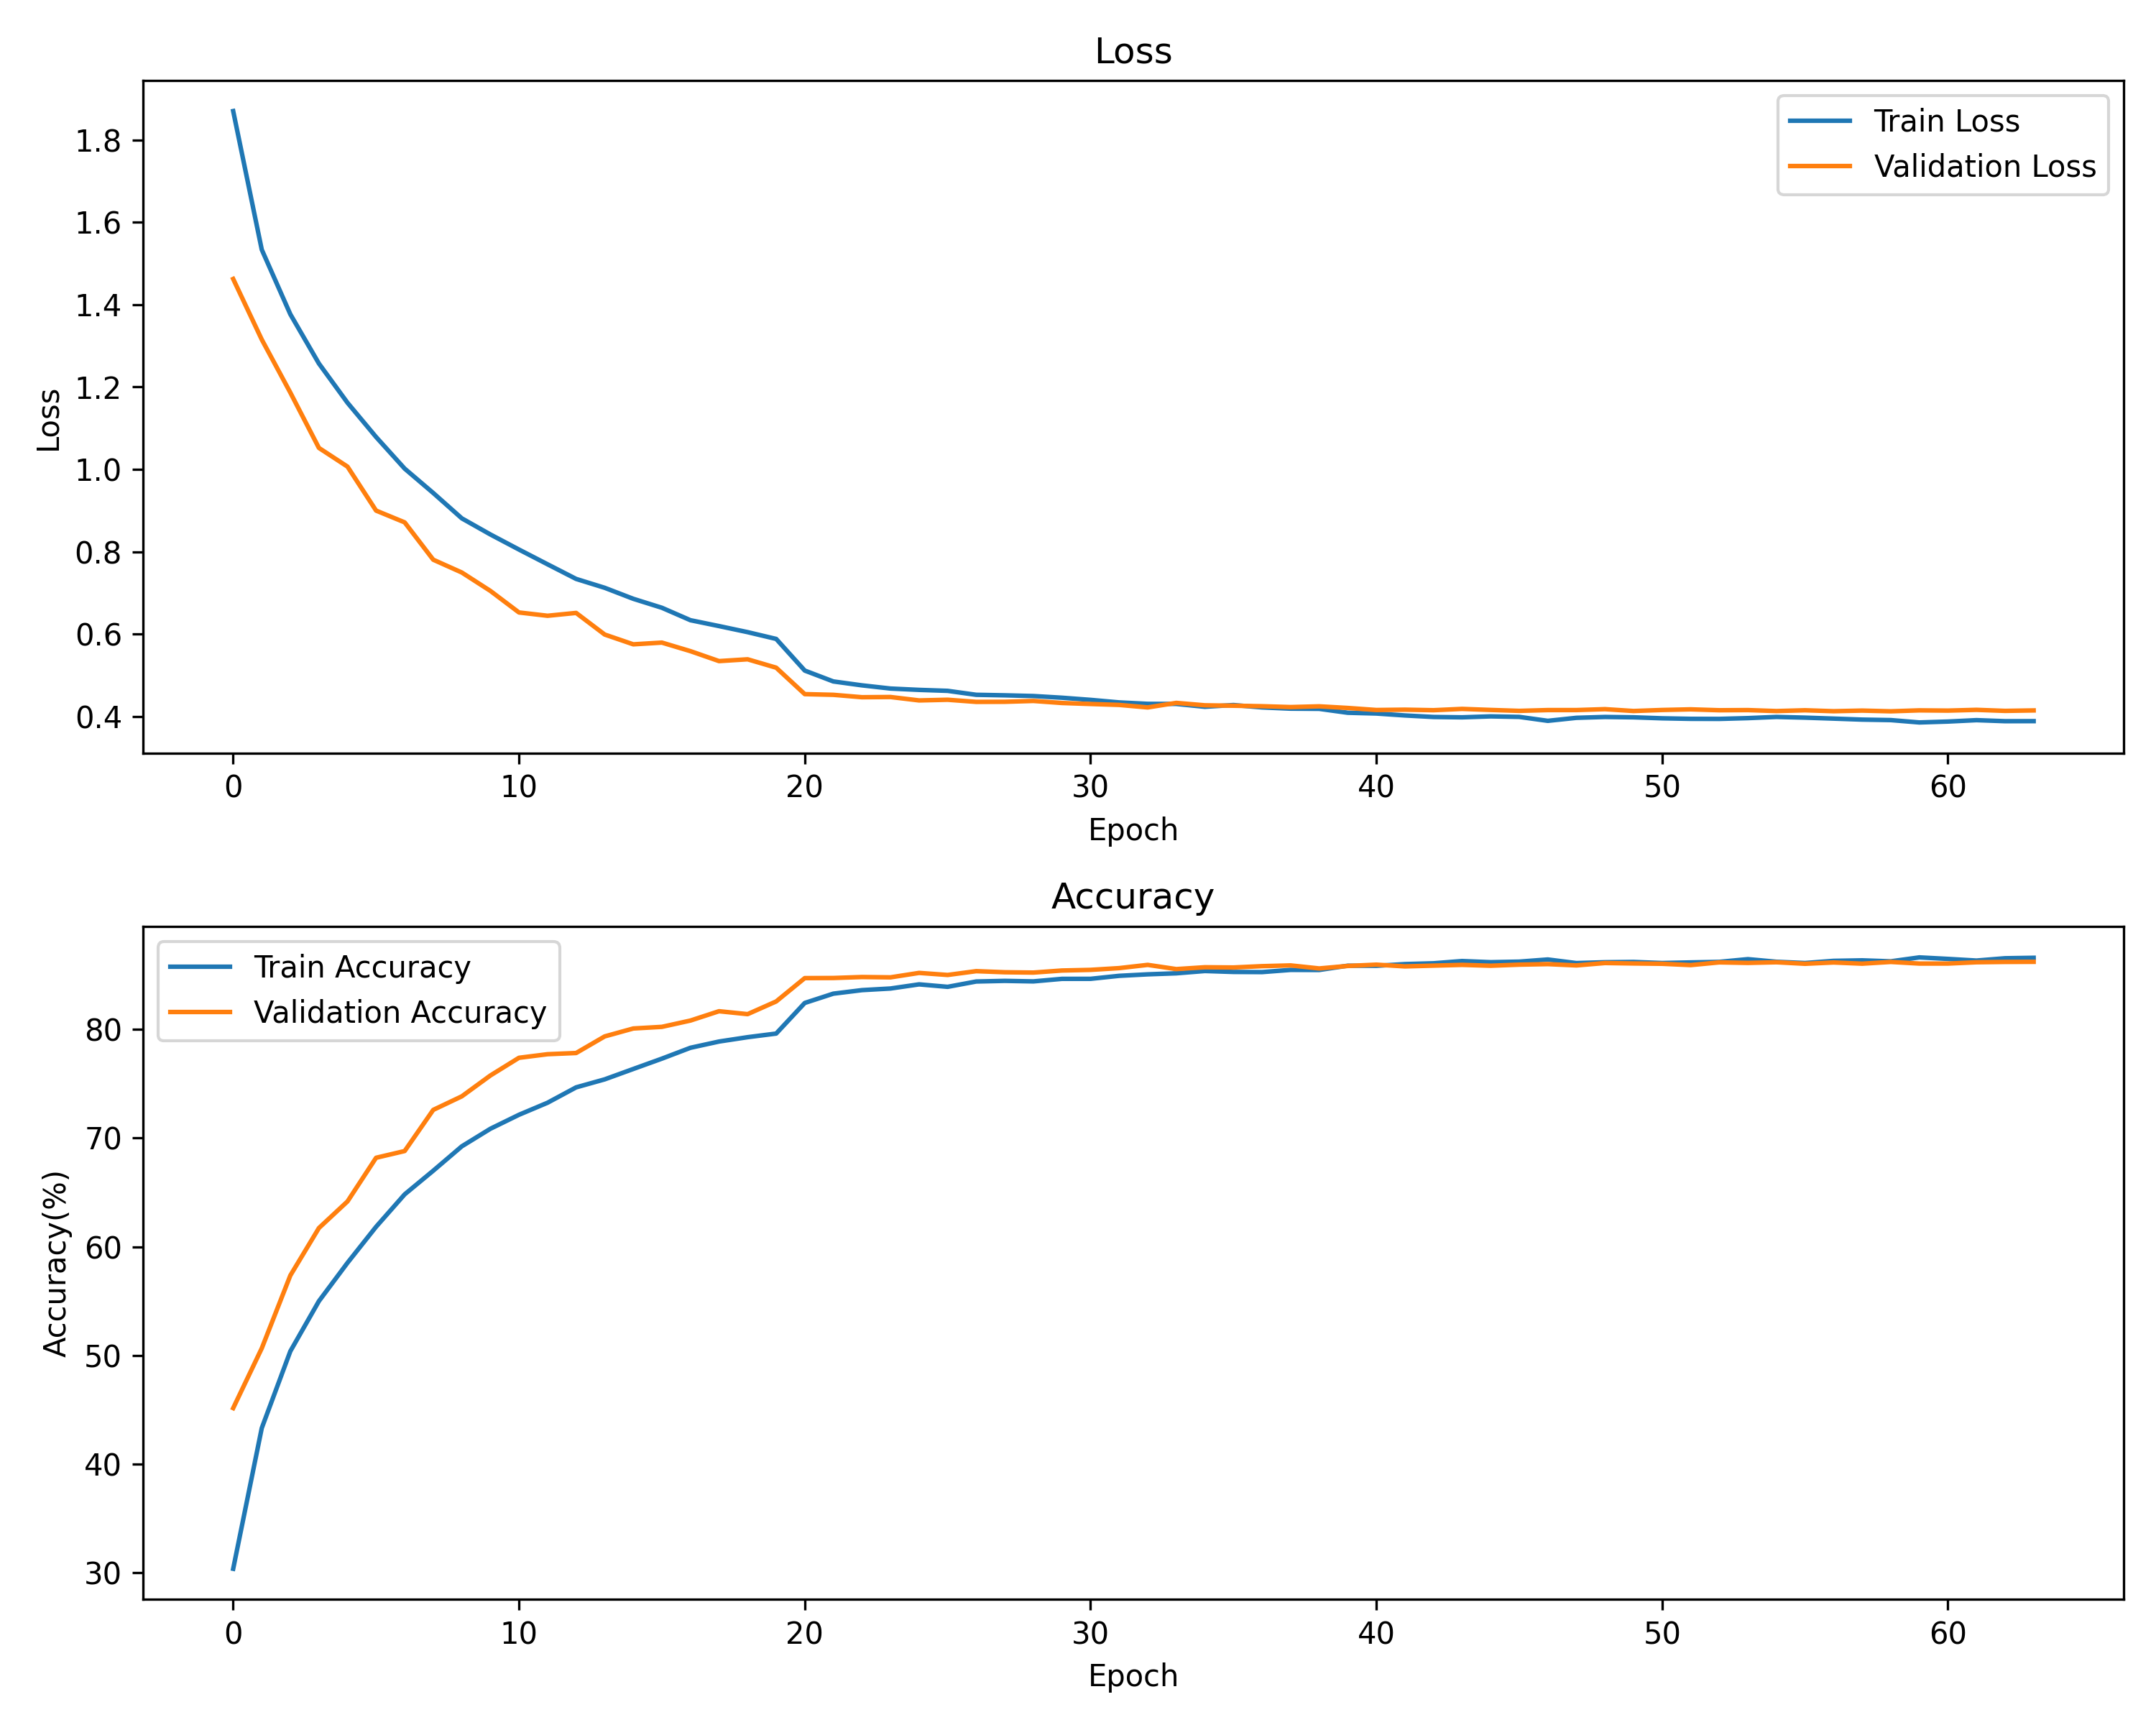 Loss
Train Loss
Validation Loss
1.8
1.6
1.4
1.2
1.0
0.8
0.6
0.4
Loss
0 10 20 30 40 50 60
Epoch
Accuracy
Train Accuracy
Validation Accuracy
80
70
60
50
40
30
Accuracy(%)
0 10 20 30 40 50 60
Epoch